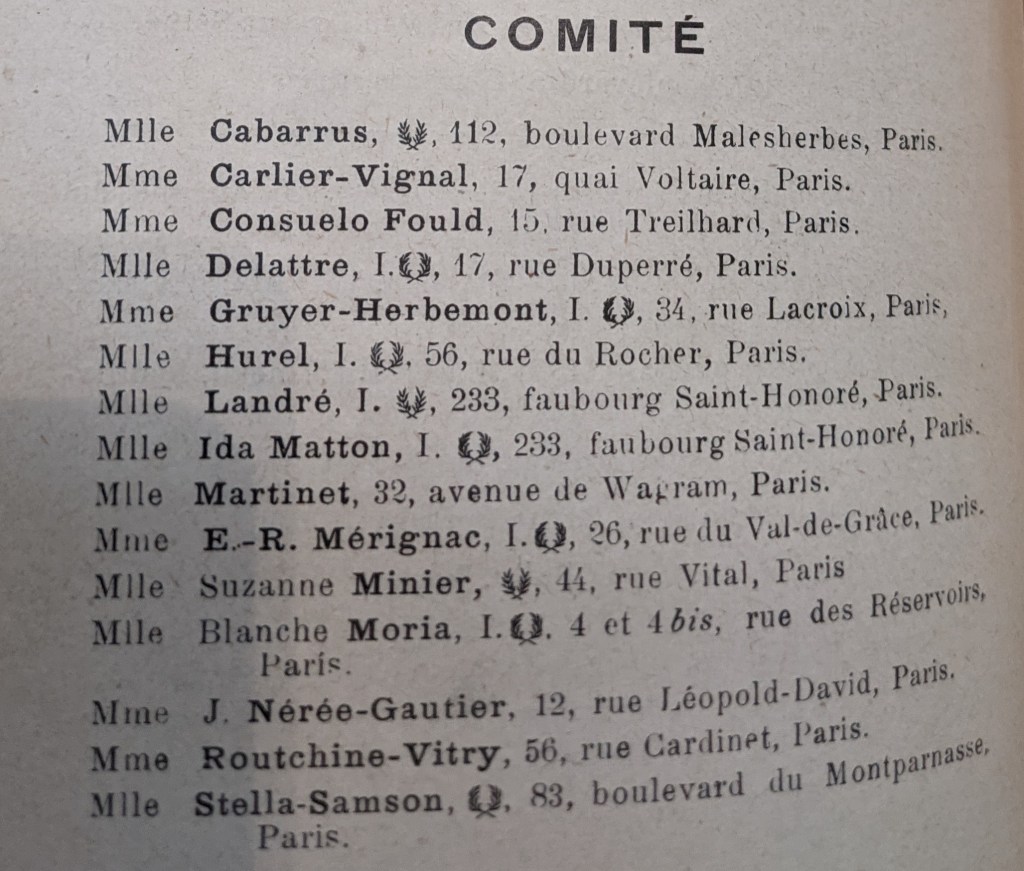 COMITÉ
Mlle Cabarrus, , 112, boulevard Malesherbes, Paris.
Mme Carlier-Vignal, 17, quai Voltaire, Paris.
Mme Consuelo Fould, 15, rue Treilhard, Paris.
Mlle Delattre, I. , 17, rue Duperré, Paris.
Mme Gruyer-Herbemont, I. , 34, rue Lacroix, Paris,
Mlle Hurel, I. , 56, rue du Rocher, Paris.
Mlle Landré, I. , 233, faubourg Saint-Honoré, Paris.
Mlle Ida Matton, I. , 233, faubourg Saint-Honoré, Paris.
Mlle Martinet, 32, avenue de Wagram, Paris.
Mme E.-R. Mérignac, I. , 26, rue du Val-de-Grâce, Paris.
Mlle Suzanne Minier, , 44, rue Vital, Paris
Mlle Blanche Moria, I. . 4 et 4 bis, rue des Réservoirs,
Paris.
Mme J. Nérée-Gautier, 12, rue Léopold-David, Paris.
Mme Routchine-Vitry, 56, rue Cardinet, Paris.
Mlle Stella-Samson, , 83, boulevard du Montparnasse,
Paris.